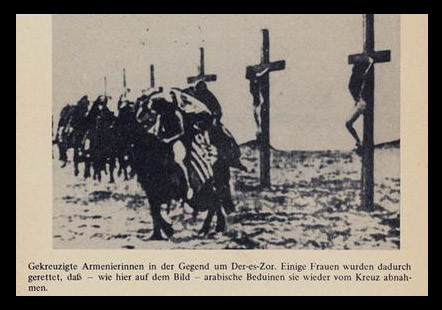 Gekreuzigte Armenierinnen in der Gegend um Der-es-Zor. Einige Frauen wurden dadurch
gerettet, daß — wie hier auf dem Bild — arabische Beduinen sie wieder vom Kreuz abnah-
men.